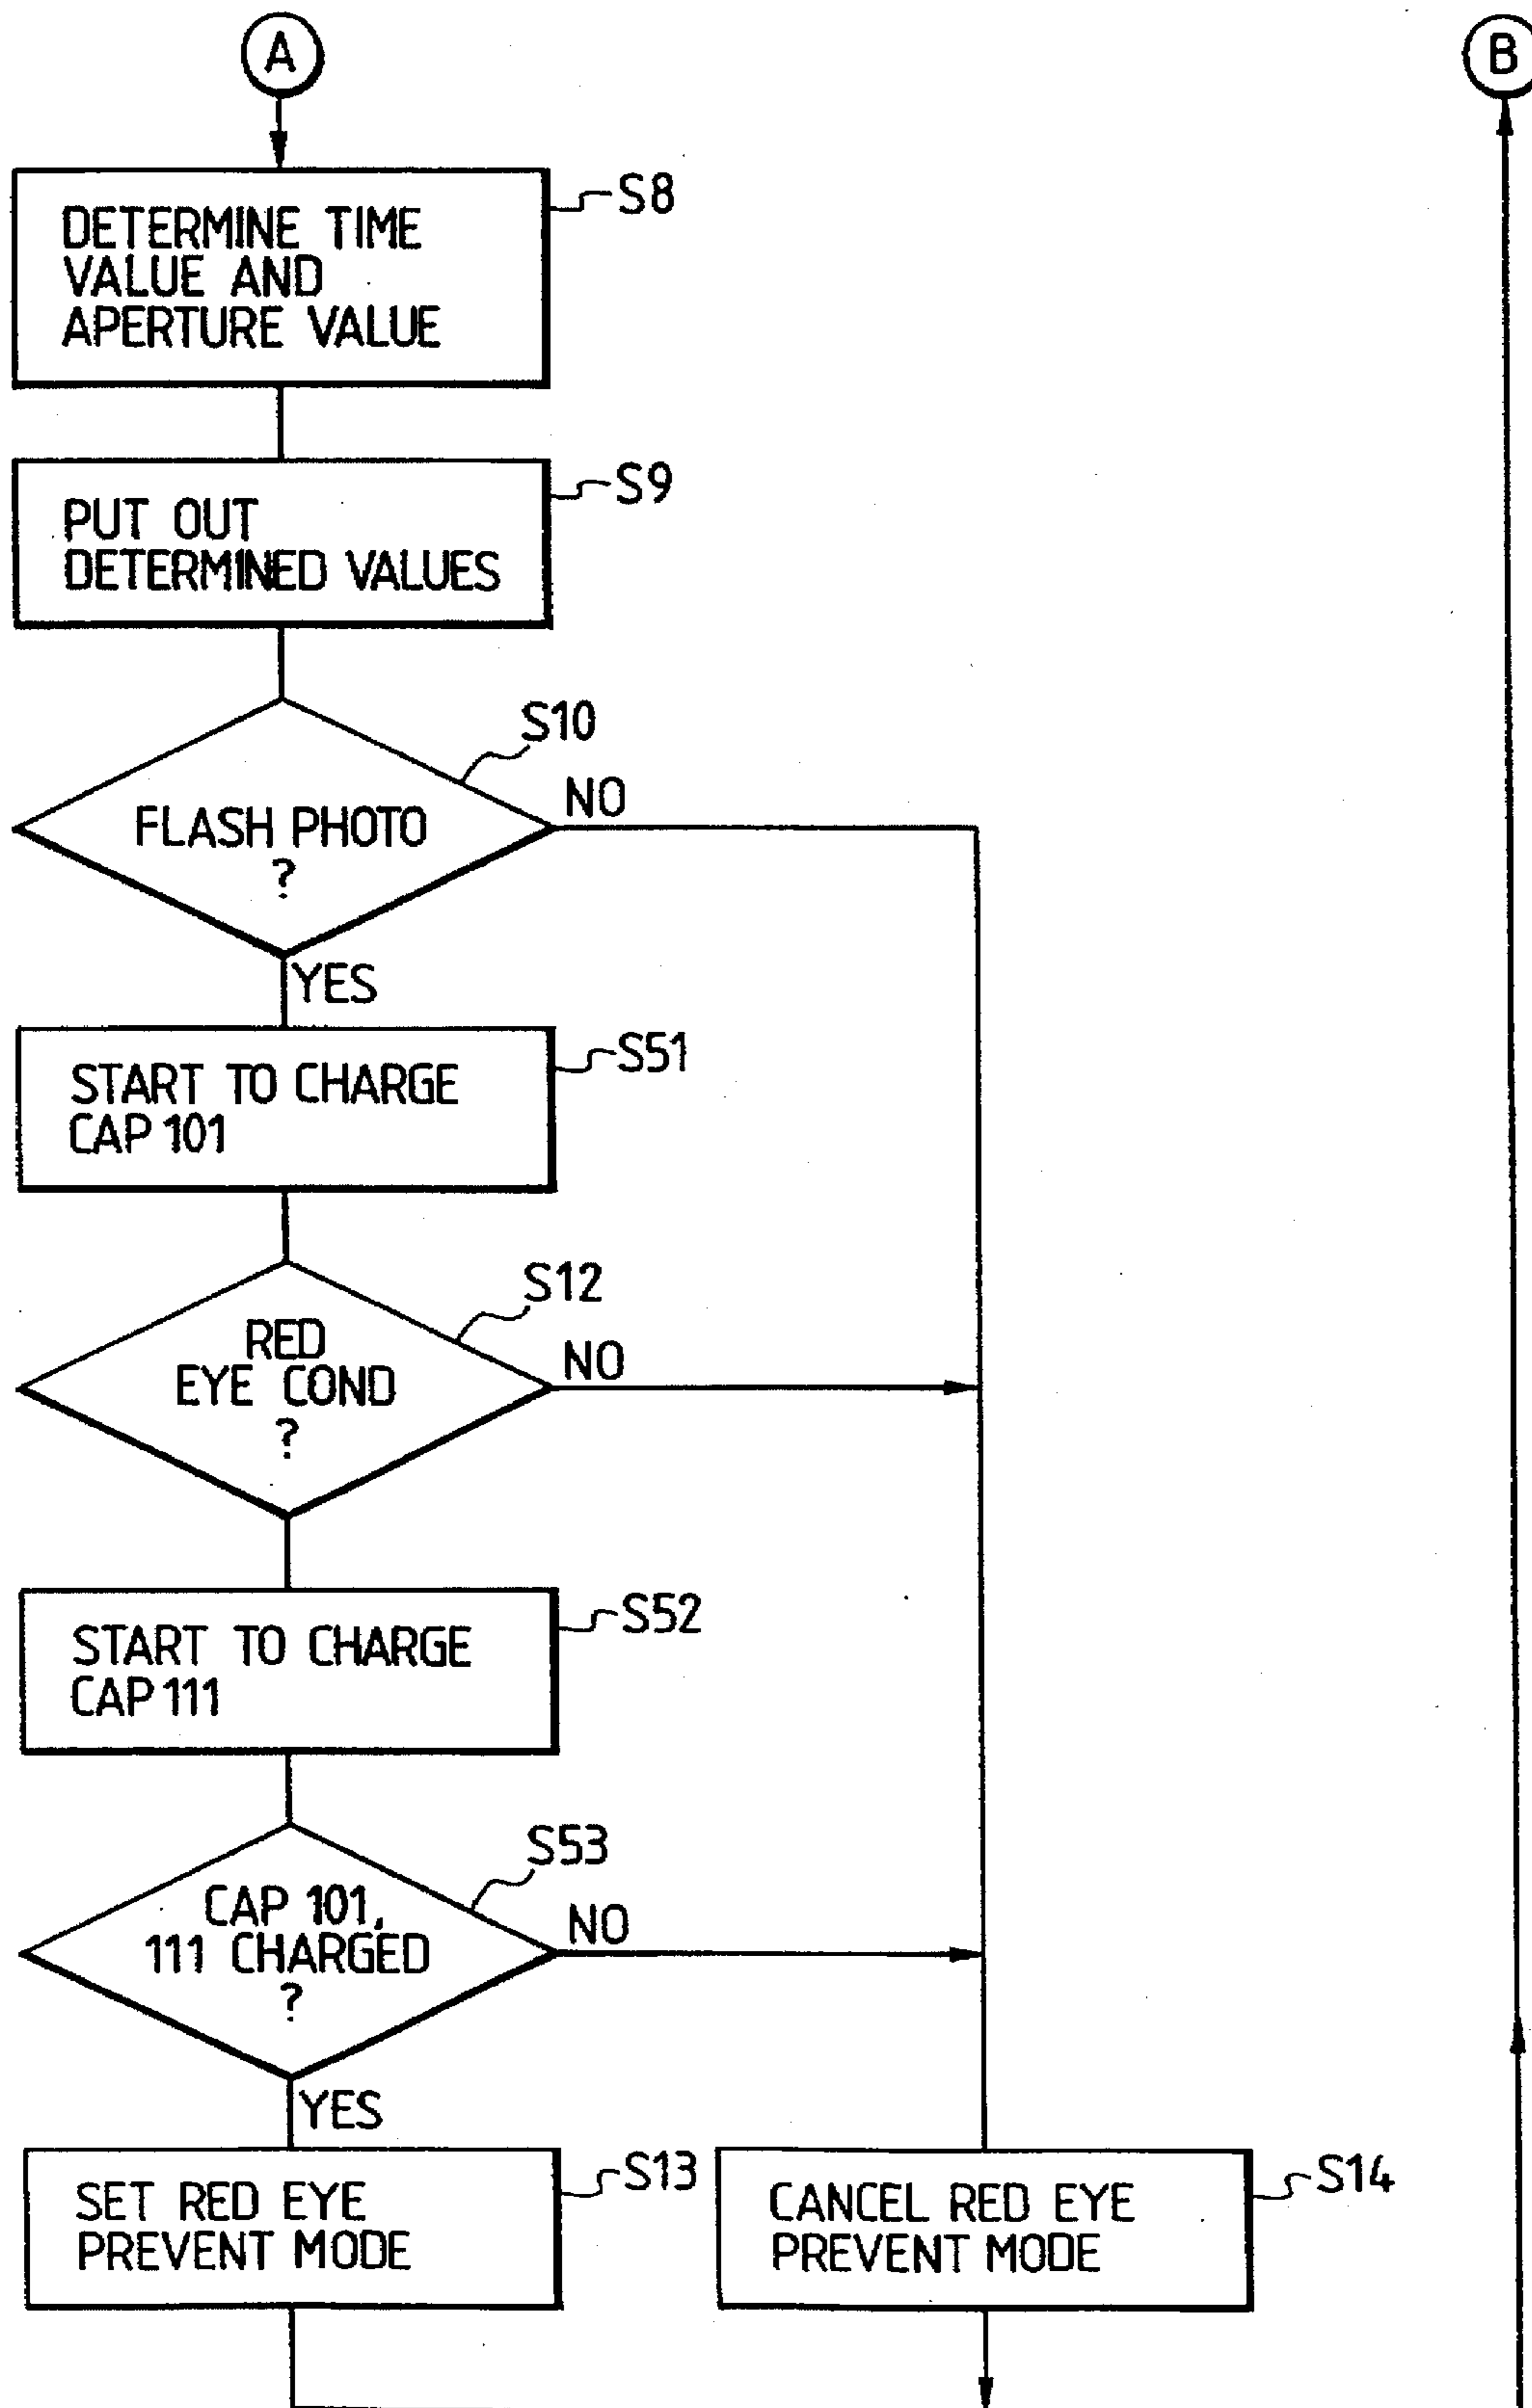 A
B
S8
DETERMINE TIME
VALUE AND
APERTURE VALUE
S9
PUT OUT
DETERMINED VALUES
S10
FLASH PHOTO
?
NO
YES
S51
START TO CHARGE
CAP 101
S12
RED
EYE COND
?
NO
S52
START TO CHARGE
CAP 111
S53
CAP 101,
111 CHARGED
?
NO
YES
S13
SET RED EYE
PREVENT MODE
S14
CANCEL RED EYE
PREVENT MODE